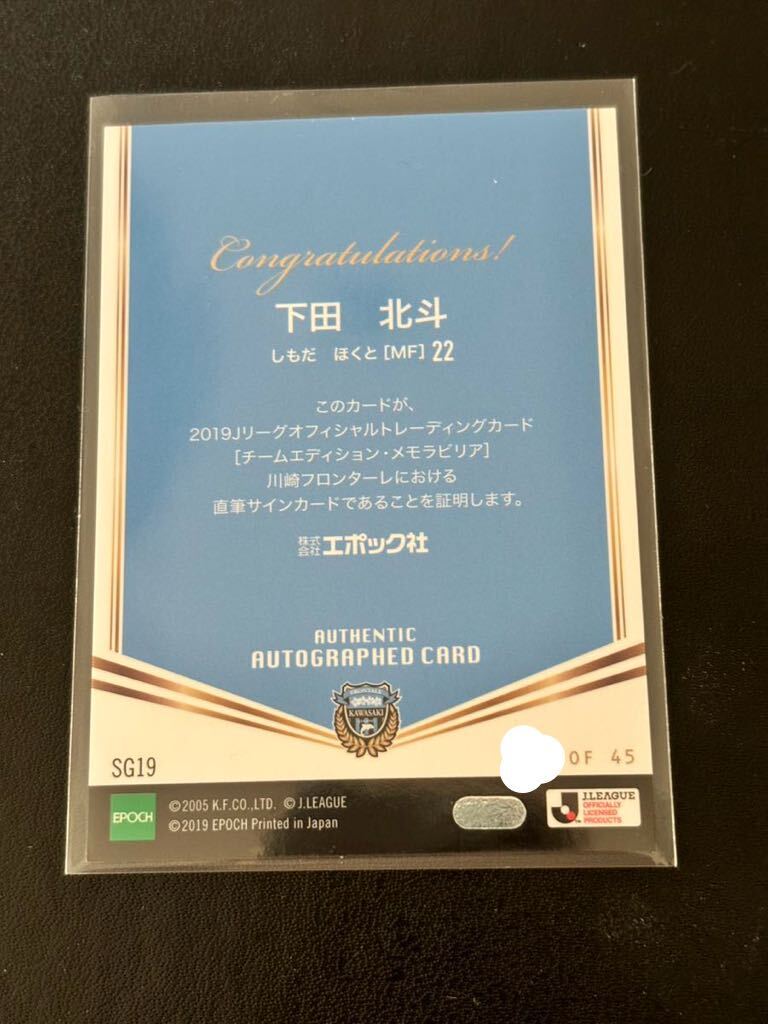 Congratulations!
下田　北斗
しもだ　ほくと [MF] 22
このカードが、
2019Jリーグオフィシャルトレーディングカード
[チームエディション・メモラビリア]
川崎フロンターレにおける
直筆サインカードであることを証明します。
株式会社エポック社
AUTHENTIC
AUTOGRAPHED CARD
FRONTALE
KAWASAKI
SG19
OF 45
EPOCH
©2005 K.F.CO.,LTD. ©J.LEAGUE
©2019 EPOCH Printed in Japan
J.LEAGUE
OFFICIALLY
LICENSED
PRODUCTS